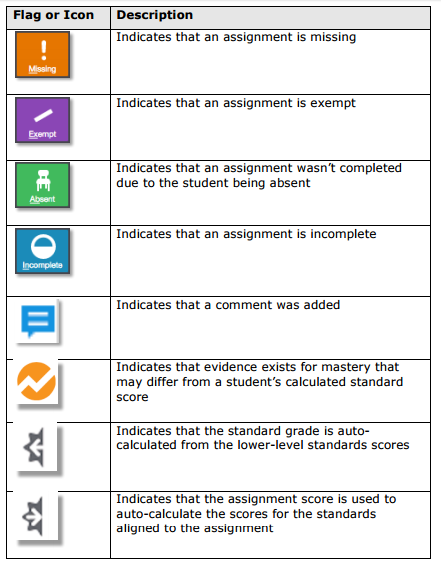 Flag or Icon Description
! Missing
Indicates that an assignment is missing
Exempt
Indicates that an assignment is exempt
Absent
Indicates that an assignment wasn't completed
due to the student being absent
Incomplete
Indicates that an assignment is incomplete
Indicates that a comment was added
Indicates that evidence exists for mastery that
may differ from a student's calculated standard
score
Indicates that the standard grade is auto-
calculated from the lower-level standards scores
Indicates that the assignment score is used to
auto-calculate the scores for the standards
aligned to the assignment